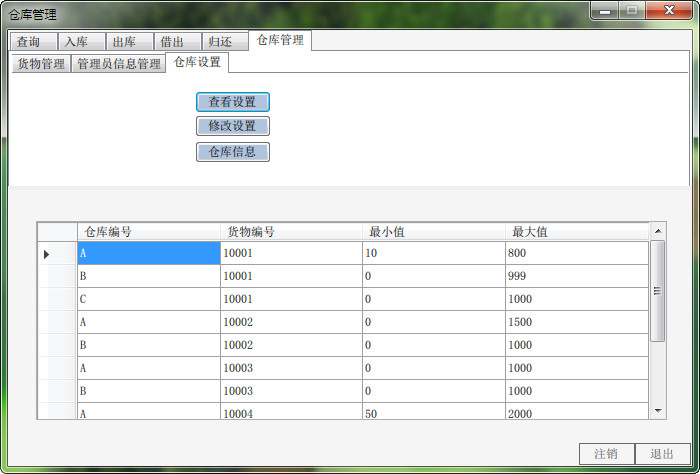 仓库管理
查询 入库 出库 借出 归还 仓库管理
货物管理 管理员信息管理 仓库设置
查看设置
修改设置
仓库信息
仓库编号 货物编号 最小值 最大值
A 10001 10 800
B 10001 0 999
C 10001 0 1000
A 10002 0 1500
B 10002 0 1000
A 10003 0 1000
B 10003 0 1000
A 10004 50 2000
注销 退出